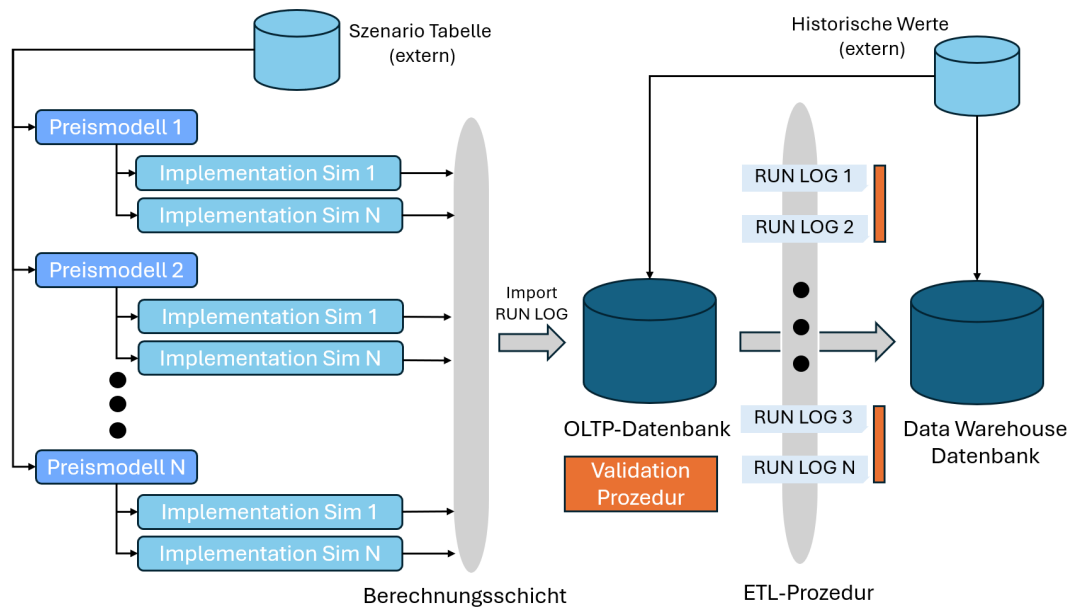 Szenario Tabelle
(extern)
Historische Werte
(extern)
Preismodell 1
Implementation Sim 1
Implementation Sim N
Preismodell 2
Implementation Sim 1
Implementation Sim N
Preismodell N
Implementation Sim 1
Implementation Sim N
Berechnungsschicht
Import
RUN LOG
OLTP-Datenbank
Validation
Prozedur
RUN LOG 1
RUN LOG 2
RUN LOG 3
RUN LOG N
ETL-Prozedur
Data Warehouse
Datenbank